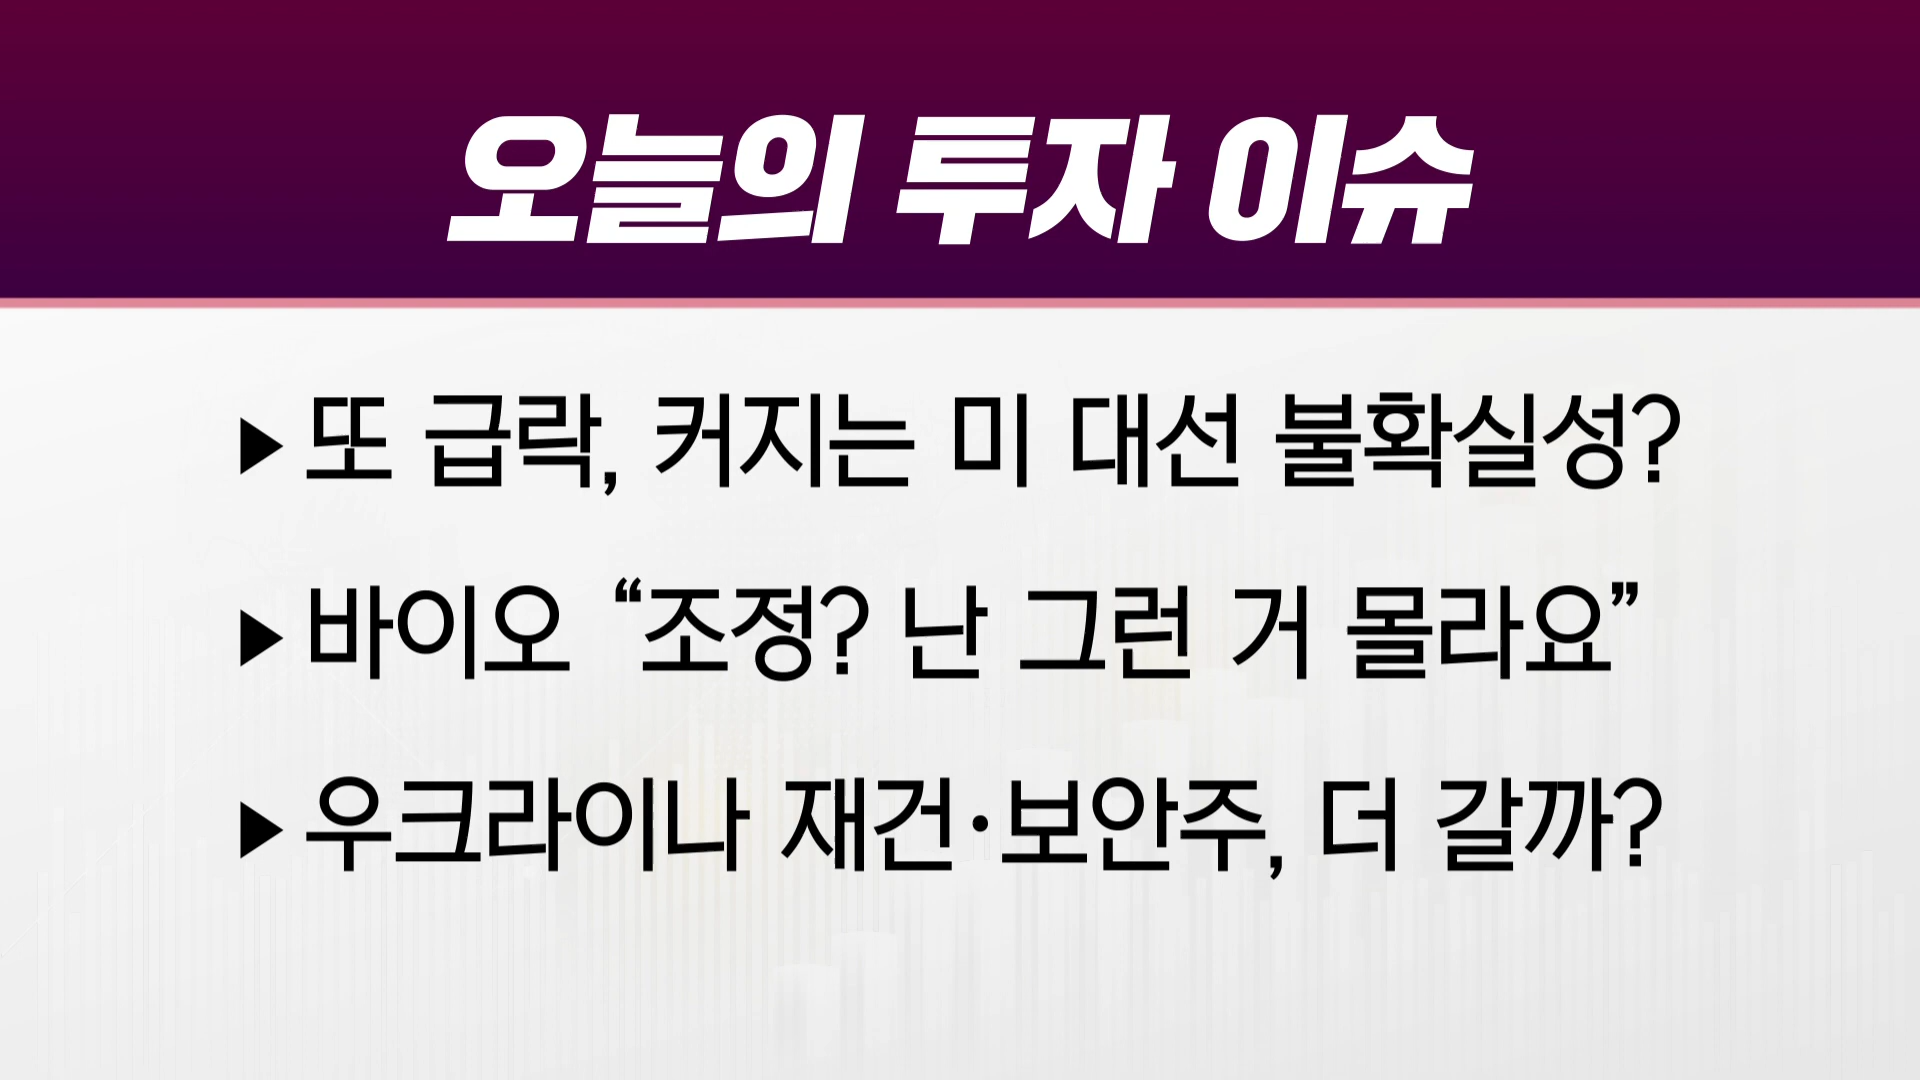 오늘의 투자 이슈
▶ 또 급락, 커지는 미 대선 불확실성?
▶ 바이오 “조정? 난 그런 거 몰라요”
▶ 우크라이나 재건·보안주, 더 갈까?